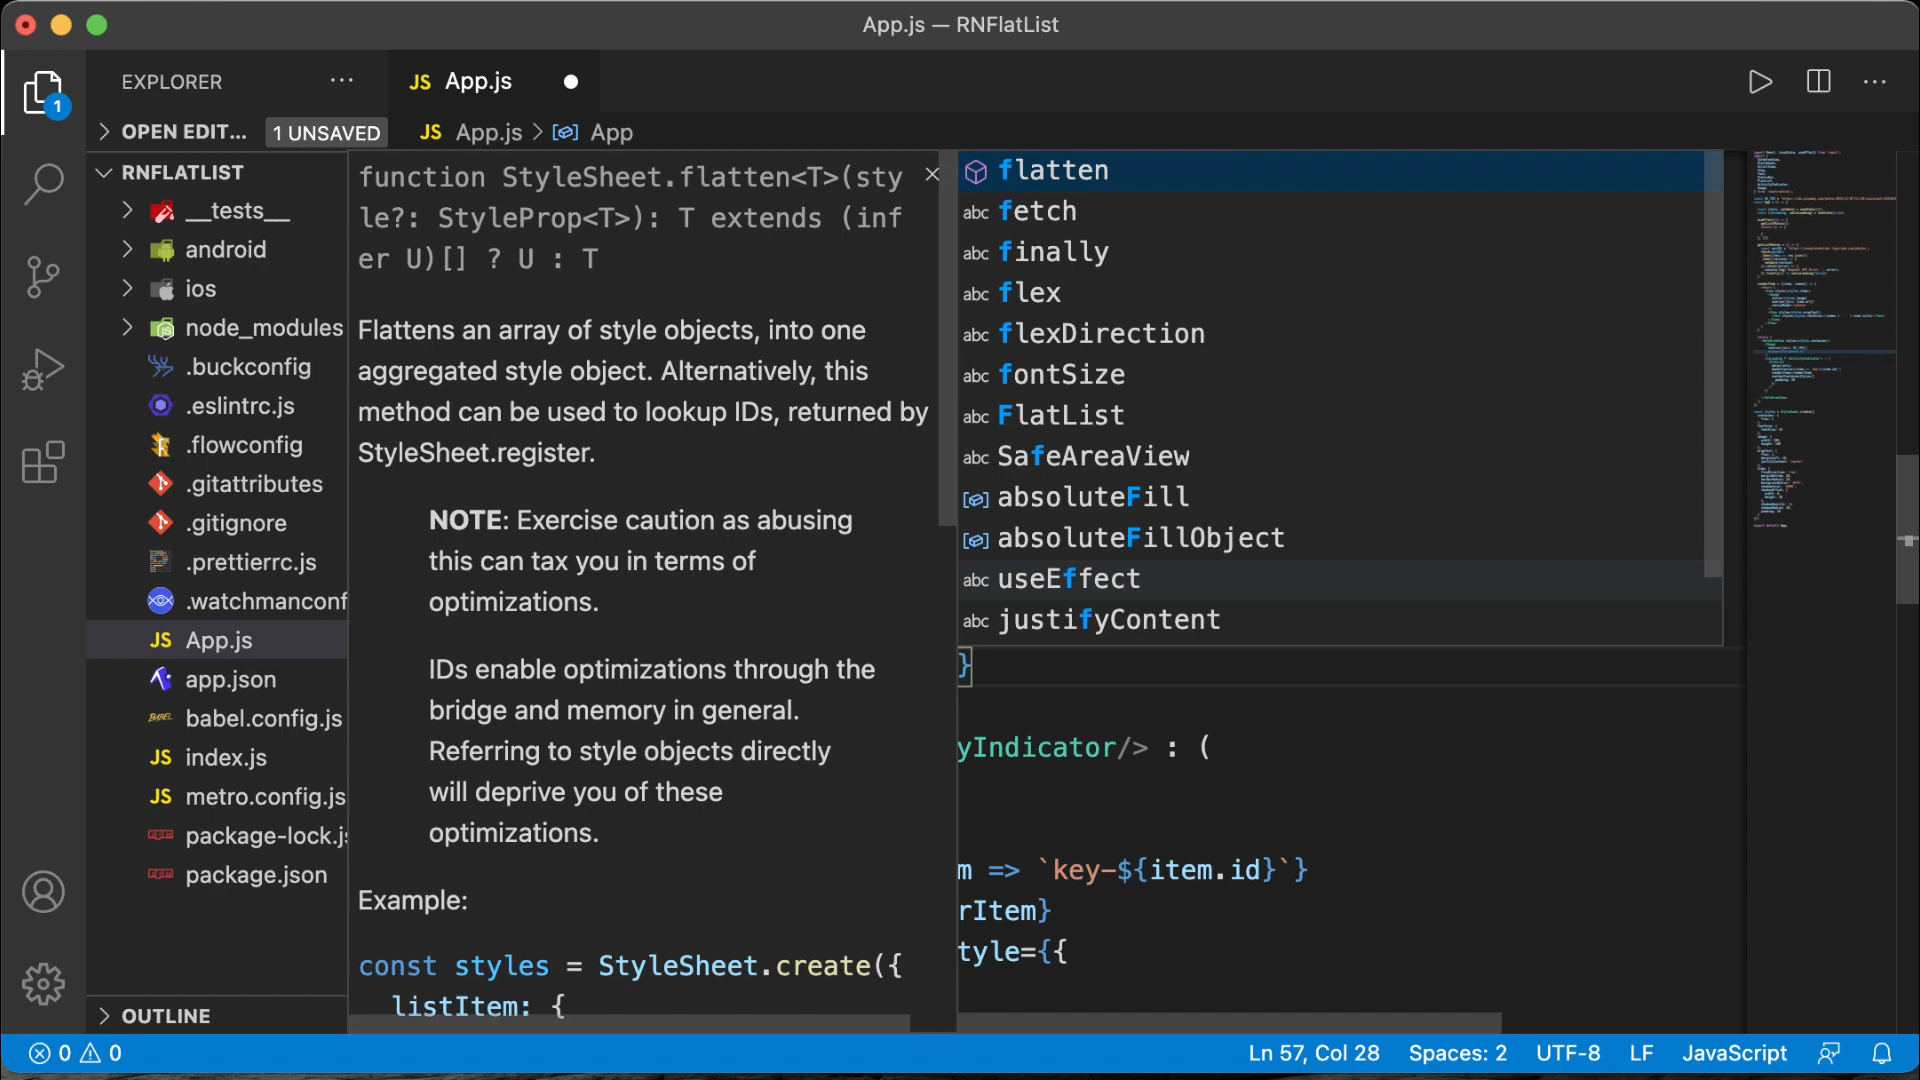 App.js — RNFlatList
EXPLORER
JS App.js
1
OPEN EDIT... 1 UNSAVED
JS App.js > App
RNFLATLIST
__tests__
android
ios
node_modules
.buckconfig
.eslintrc.js
.flowconfig
.gitattributes
.gitignore
.prettierrc.js
.watchmanconf
JS App.js
app.json
BABEL babel.config.js
JS index.js
JS metro.config.js
package-lock.js
package.json
OUTLINE
function StyleSheet.flatten<T>(sty
le?: StyleProp<T>): T extends (inf
er U)[] ? U : T
Flattens an array of style objects, into one
aggregated style object. Alternatively, this
method can be used to lookup IDs, returned by
StyleSheet.register.
NOTE: Exercise caution as abusing
this can tax you in terms of
optimizations.
IDs enable optimizations through the
bridge and memory in general.
Referring to style objects directly
will deprive you of these
optimizations.
Example:
const styles = StyleSheet.create({
listItem: {
flatten
abc fetch
abc finally
abc flex
abc flexDirection
abc fontSize
abc FlatList
abc SafeAreaView
absoluteFill
absoluteFillObject
abc useEffect
abc justifyContent
}
yIndicator/> : (
m => `key-${item.id}`}
rItem}
tyle={{
0 0
Ln 57, Col 28
Spaces: 2
UTF-8
LF
JavaScript